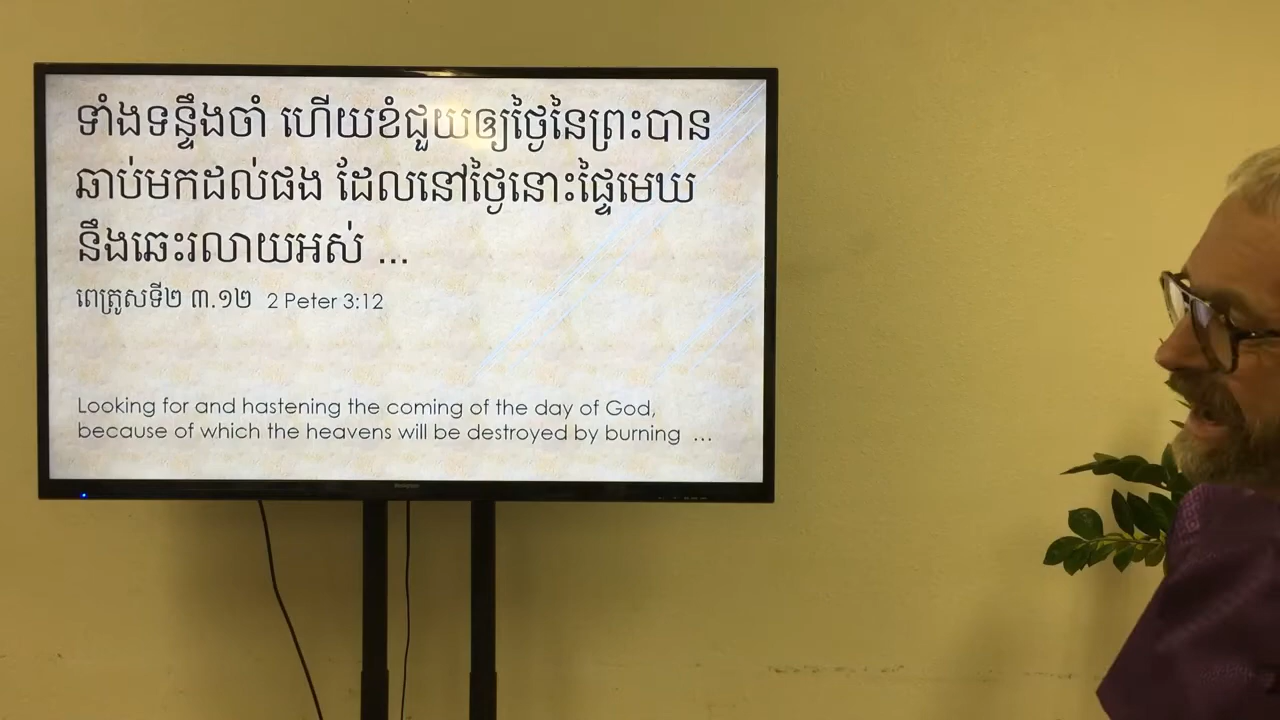 ទាំងទន្ទឹងចាំ ហើយខំជួយឲ្យថ្ងៃនៃព្រះបាន
ឆាប់មកដល់ផង ដែលនៅថ្ងៃនោះផ្ទៃមេឃ
នឹងឆេះរលាយអស់ ...
ពេត្រូសទី២ ៣.១២ 2 Peter 3:12
Looking for and hastening the coming of the day of God,
because of which the heavens will be destroyed by burning ...